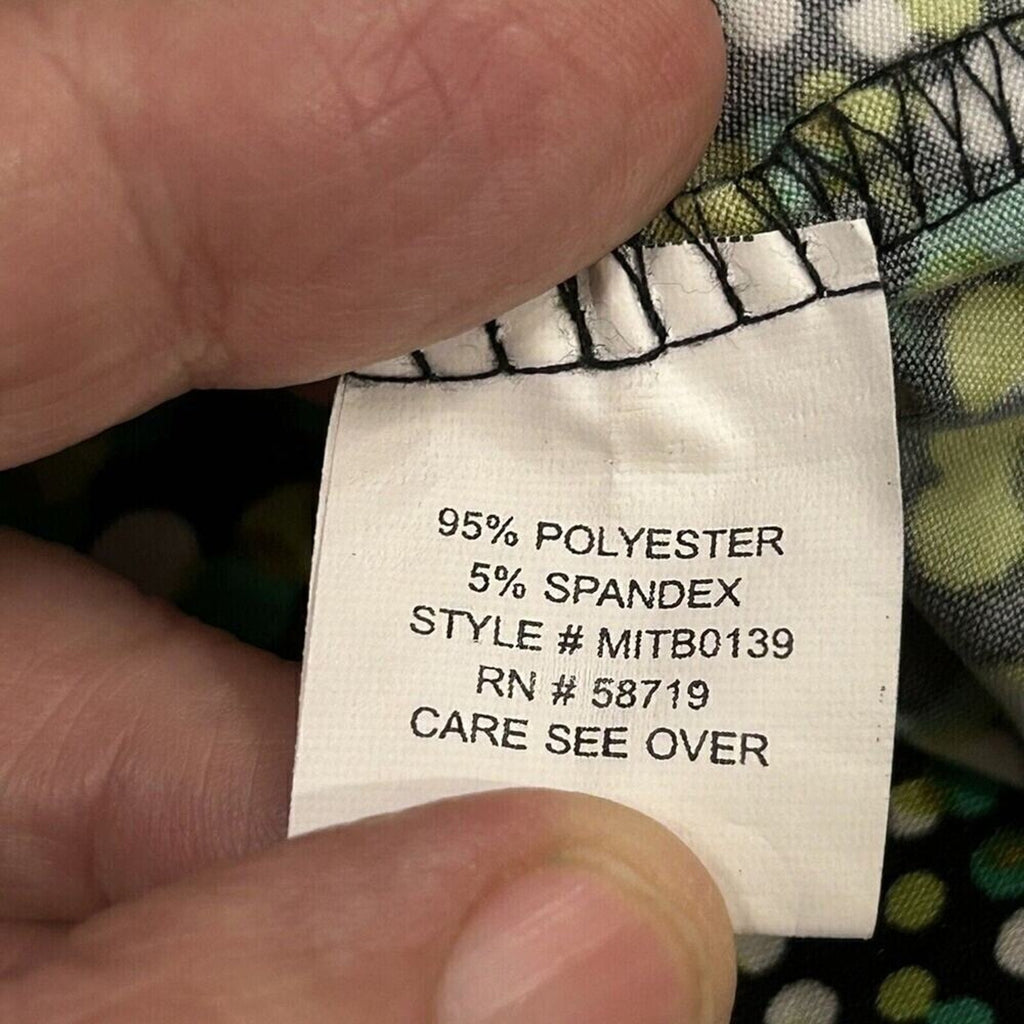 95% POLYESTER
5% SPANDEX
STYLE # MITB0139
RN # 58719
CARE SEE OVER